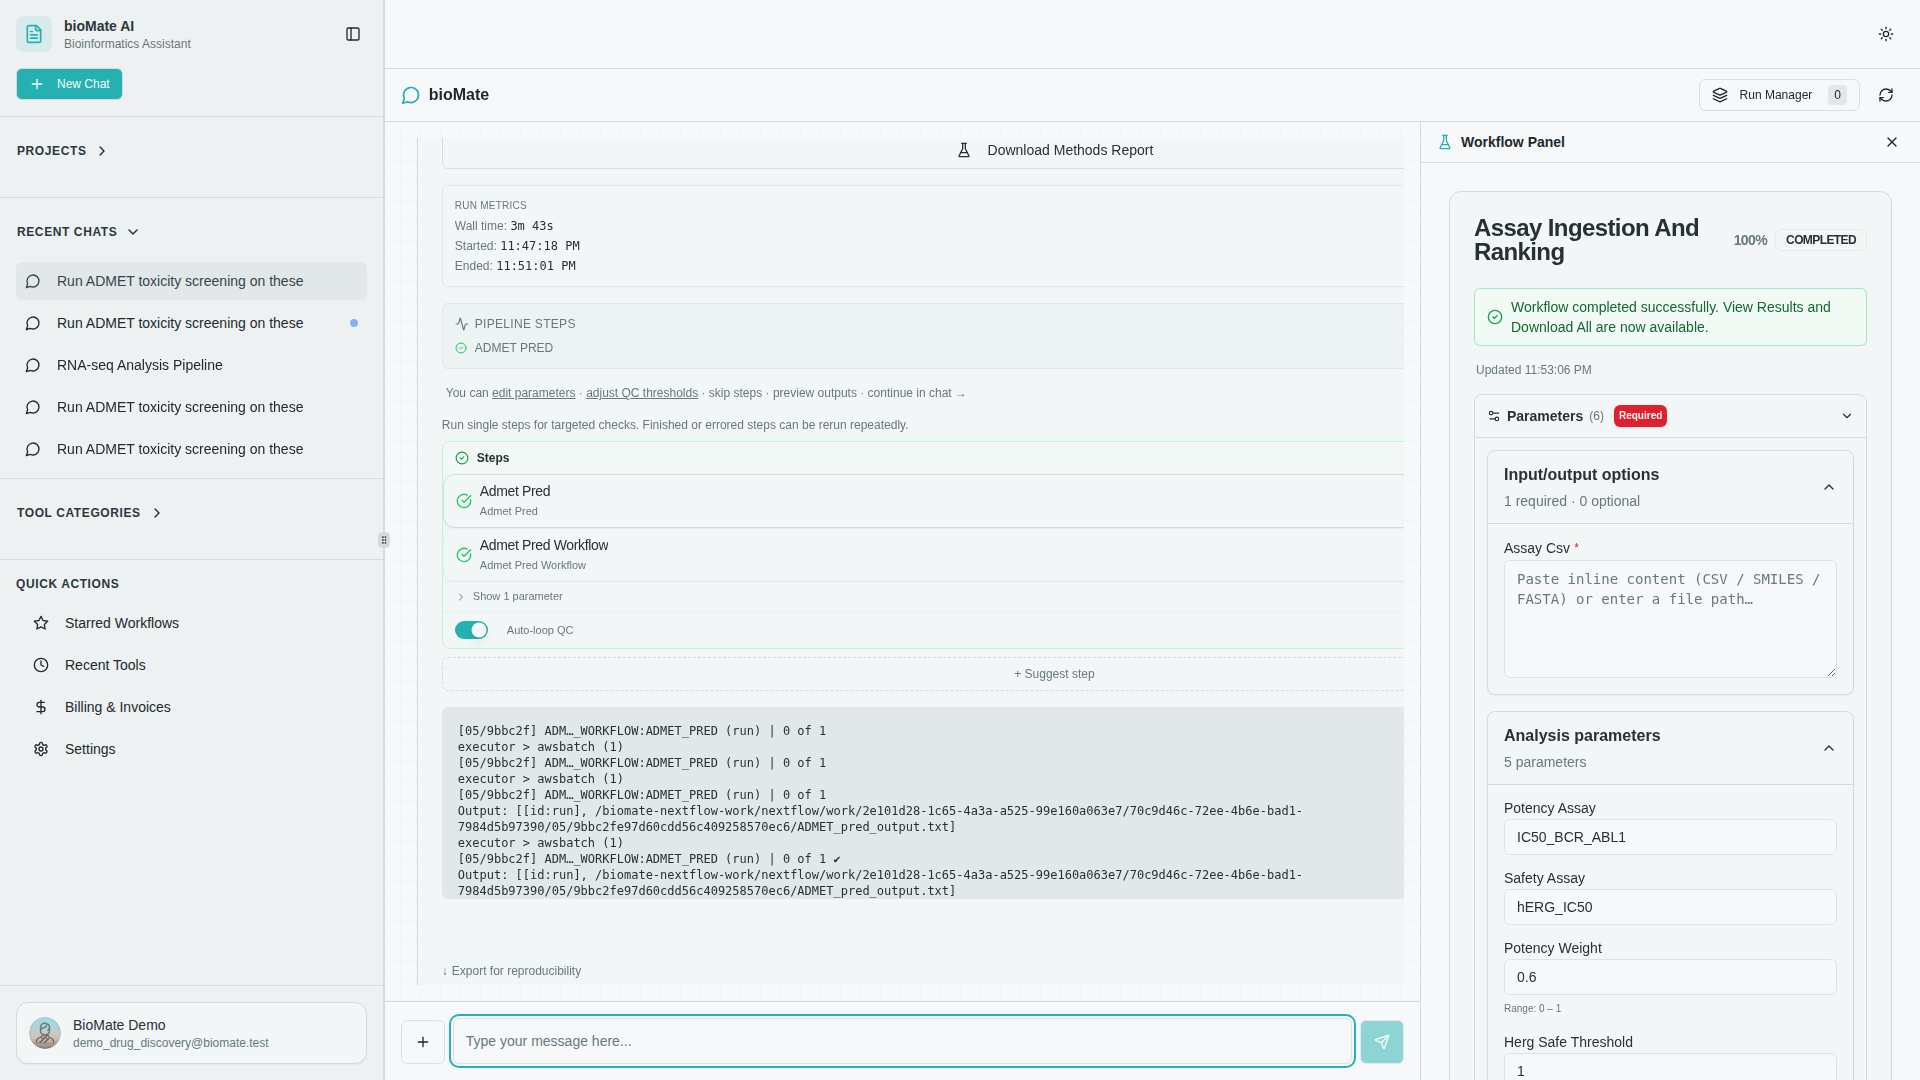 bioMate AI
Bioinformatics Assistant
New Chat
PROJECTS
RECENT CHATS
Run ADMET toxicity screening on these
Run ADMET toxicity screening on these
RNA-seq Analysis Pipeline
Run ADMET toxicity screening on these
Run ADMET toxicity screening on these
TOOL CATEGORIES
QUICK ACTIONS
Starred Workflows
Recent Tools
Billing & Invoices
Settings
BioMate Demo
demo_drug_discovery@biomate.test
bioMate
Run Manager 0
Download Methods Report
RUN METRICS
Wall time: 3m 43s
Started: 11:47:18 PM
Ended: 11:51:01 PM
PIPELINE STEPS
ADMET PRED
You can edit parameters · adjust QC thresholds · skip steps · preview outputs · continue in chat →
Run single steps for targeted checks. Finished or errored steps can be rerun repeatedly.
Steps
Admet Pred
Admet Pred
Admet Pred Workflow
Admet Pred Workflow
Show 1 parameter
Auto-loop QC
+ Suggest step
[05/9bbc2f] ADM…_WORKFLOW:ADMET_PRED (run) | 0 of 1
executor > awsbatch (1)
[05/9bbc2f] ADM…_WORKFLOW:ADMET_PRED (run) | 0 of 1
executor > awsbatch (1)
[05/9bbc2f] ADM…_WORKFLOW:ADMET_PRED (run) | 0 of 1
Output: [[id:run], /biomate-nextflow-work/nextflow/work/2e101d28-1c65-4a3a-a525-99e160a063e7/70c9d46c-72ee-4b6e-bad1-
7984d5b97390/05/9bbc2fe97d60cdd56c409258570ec6/ADMET_pred_output.txt]
executor > awsbatch (1)
[05/9bbc2f] ADM…_WORKFLOW:ADMET_PRED (run) | 0 of 1 ✔
Output: [[id:run], /biomate-nextflow-work/nextflow/work/2e101d28-1c65-4a3a-a525-99e160a063e7/70c9d46c-72ee-4b6e-bad1-
7984d5b97390/05/9bbc2fe97d60cdd56c409258570ec6/ADMET_pred_output.txt]
↓ Export for reproducibility
Type your message here...
Workflow Panel
Assay Ingestion And
Ranking
100% COMPLETED
Workflow completed successfully. View Results and
Download All are now available.
Updated 11:53:06 PM
Parameters (6) Required
Input/output options
1 required · 0 optional
Assay Csv *
Paste inline content (CSV / SMILES /
FASTA) or enter a file path…
Analysis parameters
5 parameters
Potency Assay
IC50_BCR_ABL1
Safety Assay
hERG_IC50
Potency Weight
0.6
Range: 0 – 1
Herg Safe Threshold
1